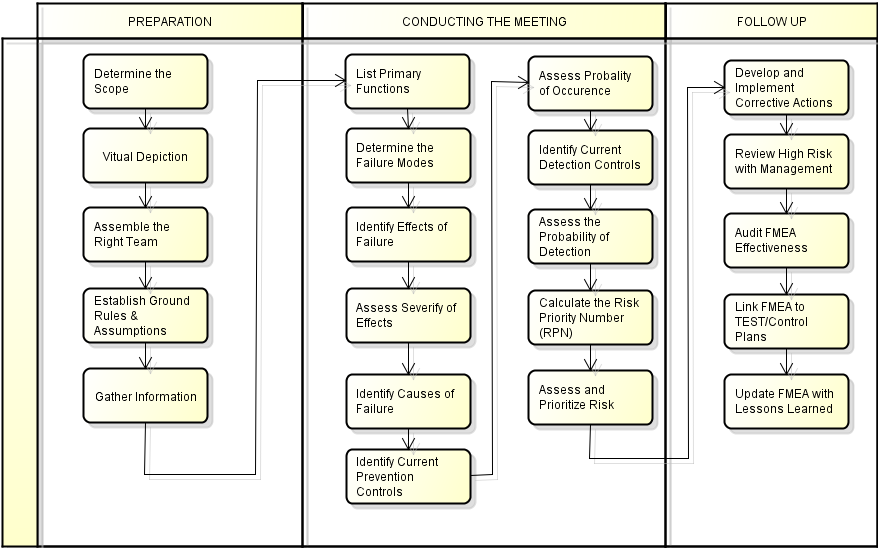 PREPARATION
CONDUCTING THE MEETING
FOLLOW UP
Determine the
Scope
Vitual Depiction
Assemble the
Right Team
Establish Ground
Rules &
Assumptions
Gather Information
List Primary
Functions
Determine the
Failure Modes
Identify Effects of
Failure
Assess Severify of
Effects
Identify Causes of
Failure
Identify Current
Prevention
Controls
Assess Probality
of Occurence
Identify Current
Detection Controls
Assess the
Probability of
Detection
Calculate the Risk
Priority Number
(RPN)
Assess and
Prioritize Risk
Develop and
Implement
Corrective Actions
Review High Risk
with Management
Audit FMEA
Effectiveness
Link FMEA to
TEST/Control
Plans
Update FMEA with
Lessons Learned